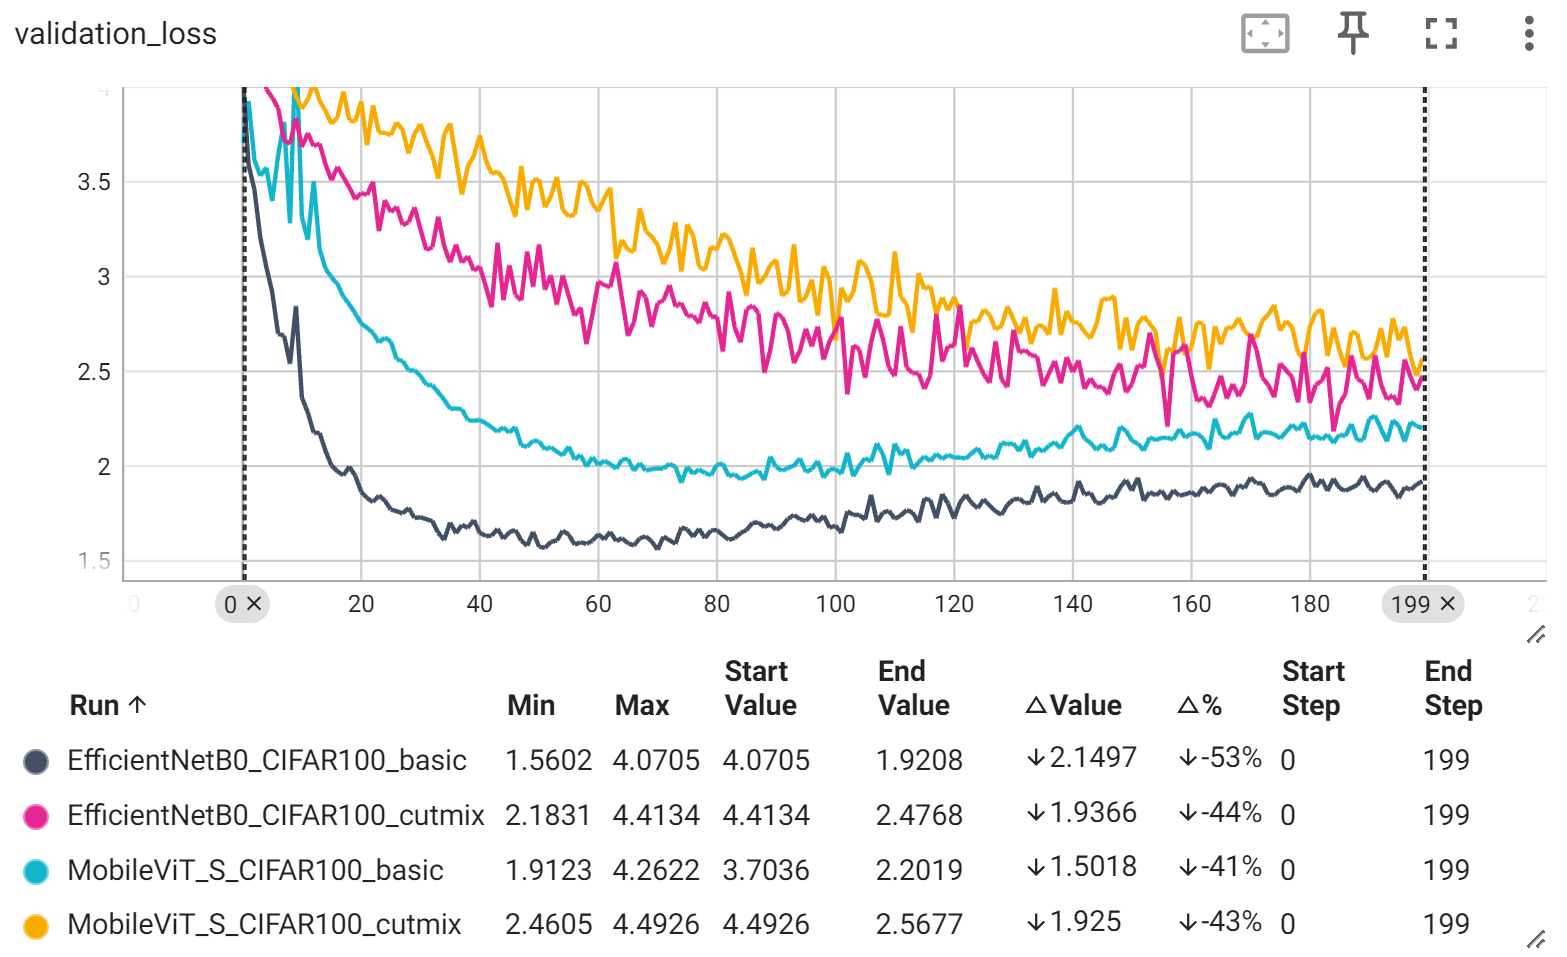 validation_loss
4
3.5
3
2.5
2
1.5
0 0 × 20 40 60 80 100 120 140 160 180 199 ×
Start End Start End
Run ↑ Min Max Value Value △Value △% Step Step
EfficientNetB0_CIFAR100_basic 1.5602 4.0705 4.0705 1.9208 ↓2.1497 ↓-53% 0 199
EfficientNetB0_CIFAR100_cutmix 2.1831 4.4134 4.4134 2.4768 ↓1.9366 ↓-44% 0 199
MobileViT_S_CIFAR100_basic 1.9123 4.2622 3.7036 2.2019 ↓1.5018 ↓-41% 0 199
MobileViT_S_CIFAR100_cutmix 2.4605 4.4926 4.4926 2.5677 ↓1.925 ↓-43% 0 199